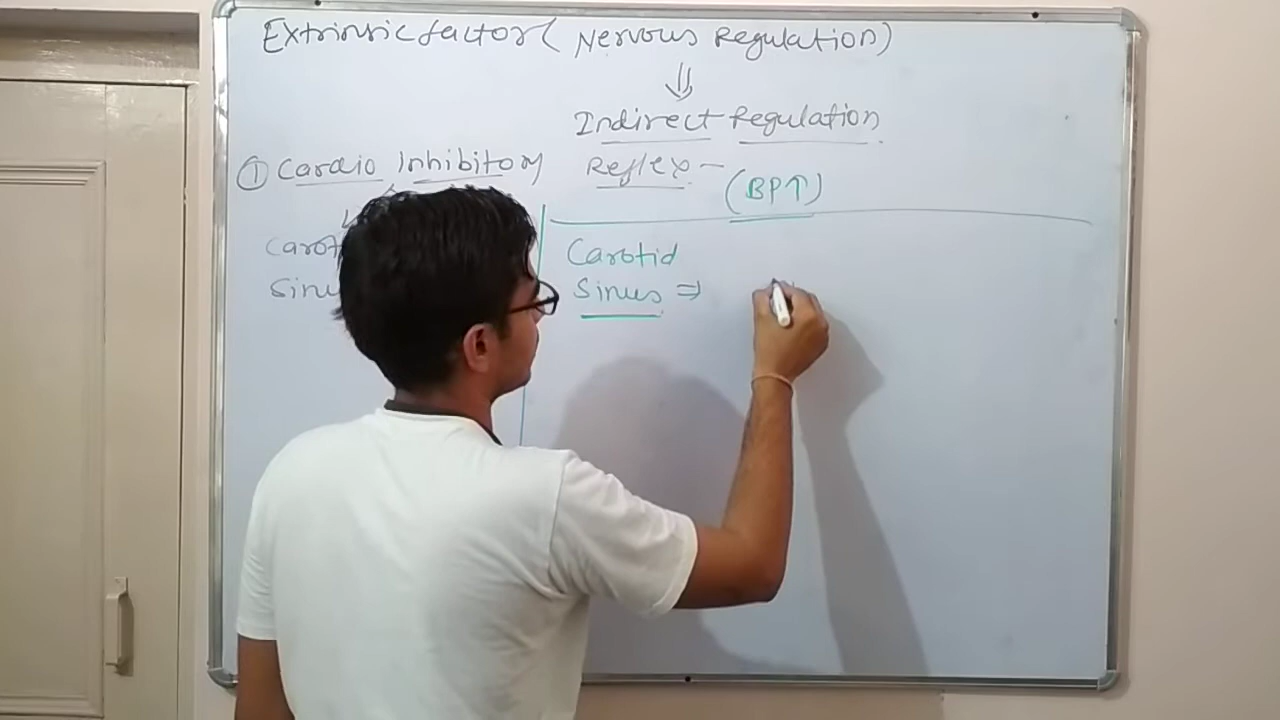 Extrinsic factor ( Nervous Regulation)
⇓
Indirect Regulation
① Cardio Inhibitory Reflex -
(BP↑)
Carotid
Sinus ⇒